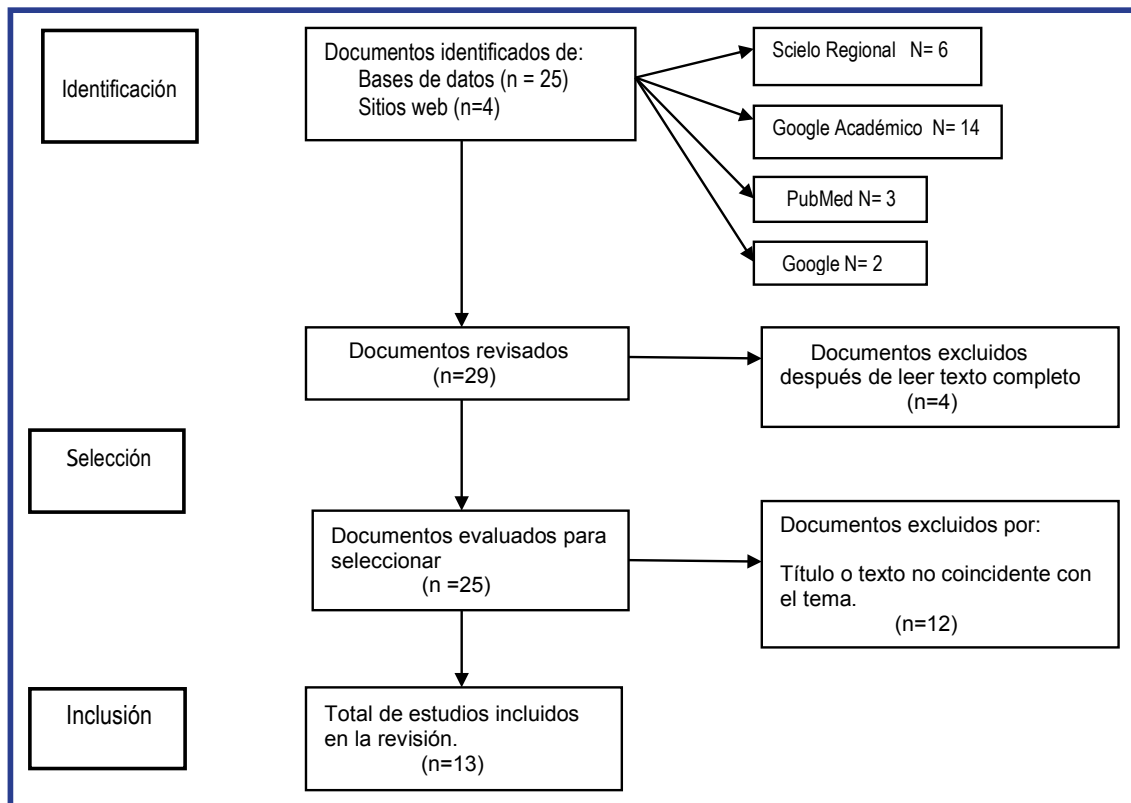 Identificación
Documentos identificados de:
Bases de datos (n = 25)
Sitios web (n=4)
Scielo Regional N= 6
Google Académico N= 14
PubMed N= 3
Google N= 2
Documentos revisados
(n=29)
Documentos excluidos
después de leer texto completo
(n=4)
Selección
Documentos evaluados para
seleccionar
(n =25)
Documentos excluidos por:
Título o texto no coincidente con
el tema.
(n=12)
Inclusión
Total de estudios incluidos
en la revisión.
(n=13)